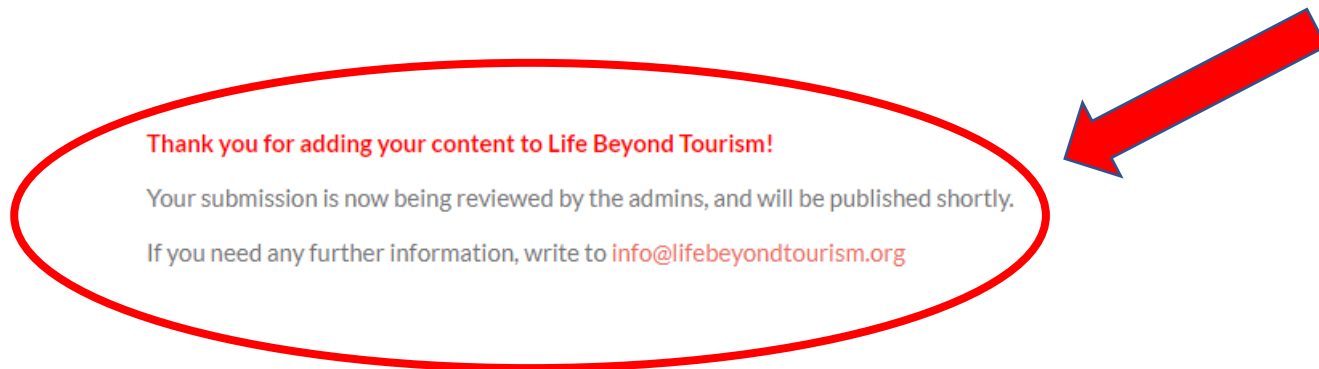 Thank you for adding your content to Life Beyond Tourism!
Your submission is now being reviewed by the admins, and will be published shortly.
If you need any further information, write to info@lifebeyondtourism.org